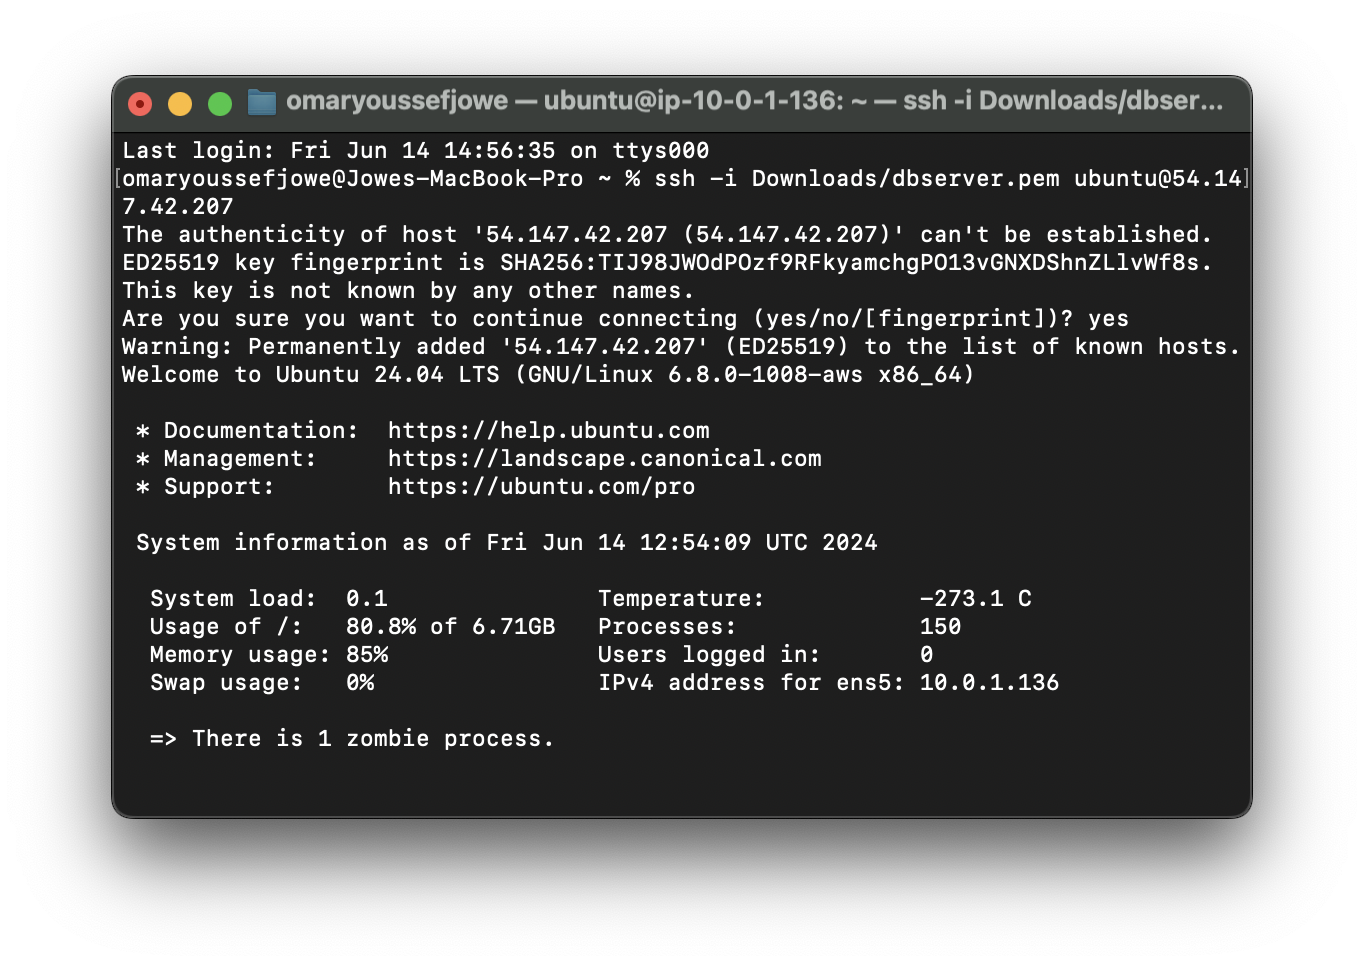 omaryoussefjowe — ubuntu@ip-10-0-1-136: ~ — ssh -i Downloads/dbser...
Last login: Fri Jun 14 14:56:35 on ttys000
[omaryoussefjowe@Jowes-MacBook-Pro ~ % ssh -i Downloads/dbserver.pem ubuntu@54.14]
7.42.207
The authenticity of host '54.147.42.207 (54.147.42.207)' can't be established.
ED25519 key fingerprint is SHA256:TIJ98JWOdPOzf9RFkyamchgPO13vGNXDShnZLlvWf8s.
This key is not known by any other names.
Are you sure you want to continue connecting (yes/no/[fingerprint])? yes
Warning: Permanently added '54.147.42.207' (ED25519) to the list of known hosts.
Welcome to Ubuntu 24.04 LTS (GNU/Linux 6.8.0-1008-aws x86_64)
* Documentation:  https://help.ubuntu.com
* Management:     https://landscape.canonical.com
* Support:        https://ubuntu.com/pro
System information as of Fri Jun 14 12:54:09 UTC 2024
System load:  0.1               Temperature:           -273.1 C
Usage of /:   80.8% of 6.71GB   Processes:             150
Memory usage: 85%               Users logged in:       0
Swap usage:   0%                IPv4 address for ens5: 10.0.1.136
=> There is 1 zombie process.